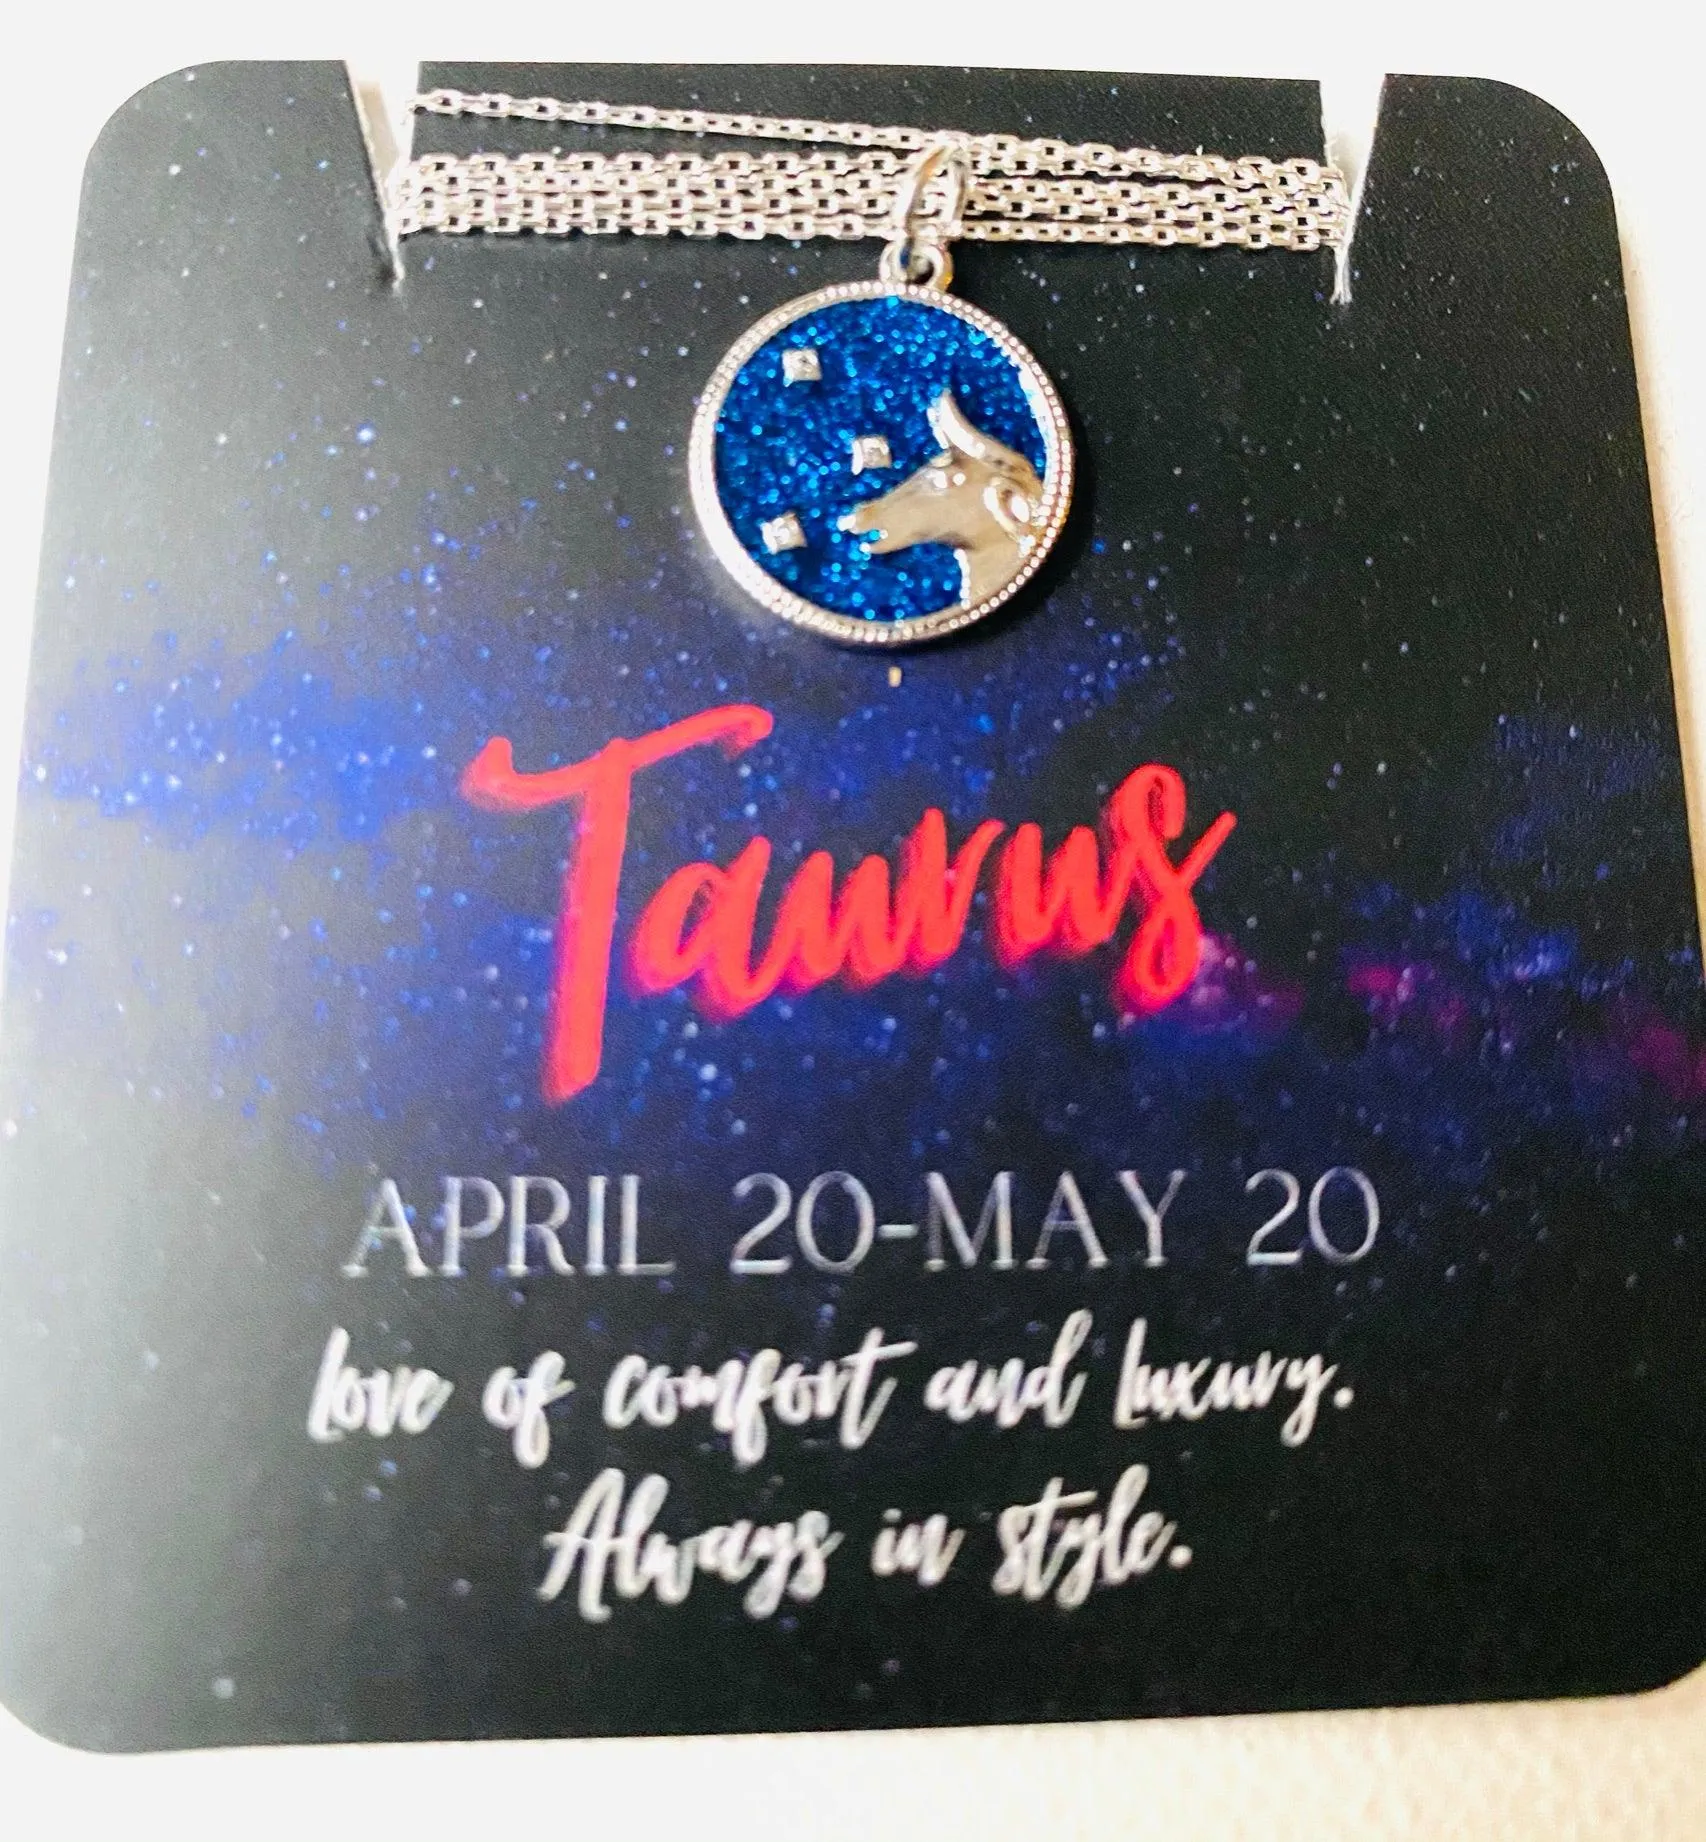 Taurus
APRIL 20-MAY 20
Love of comfort and luxury.
Always in style.